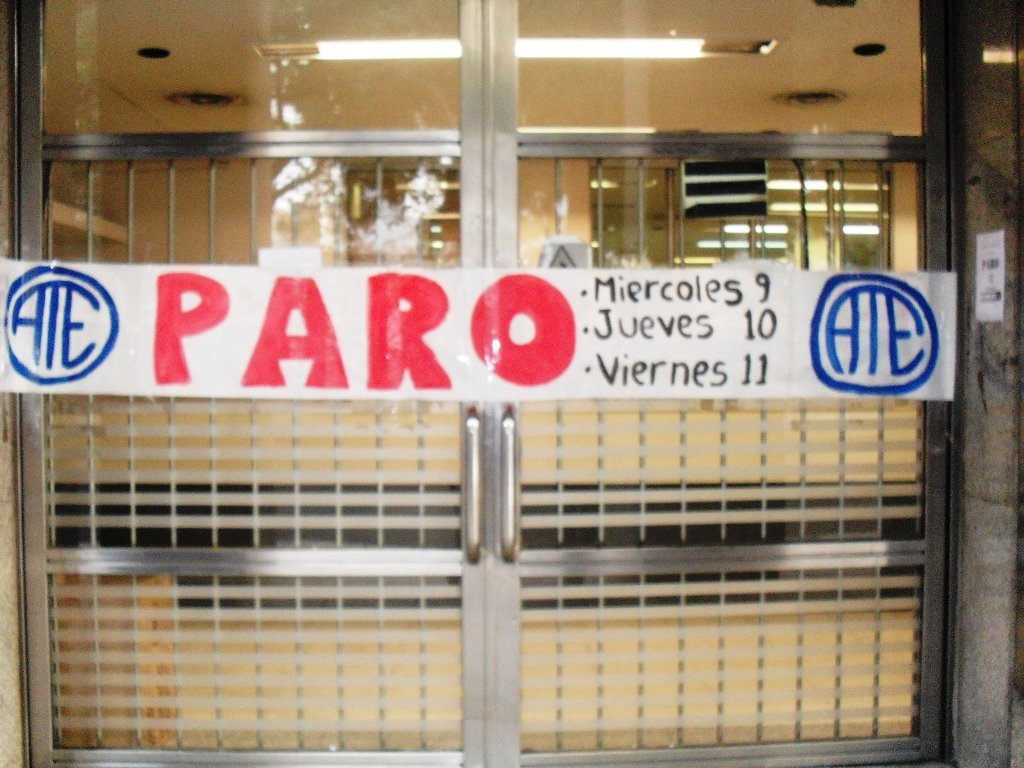 ATE PARO
· Miercoles 9
· Jueves 10
· Viernes 11
ATE